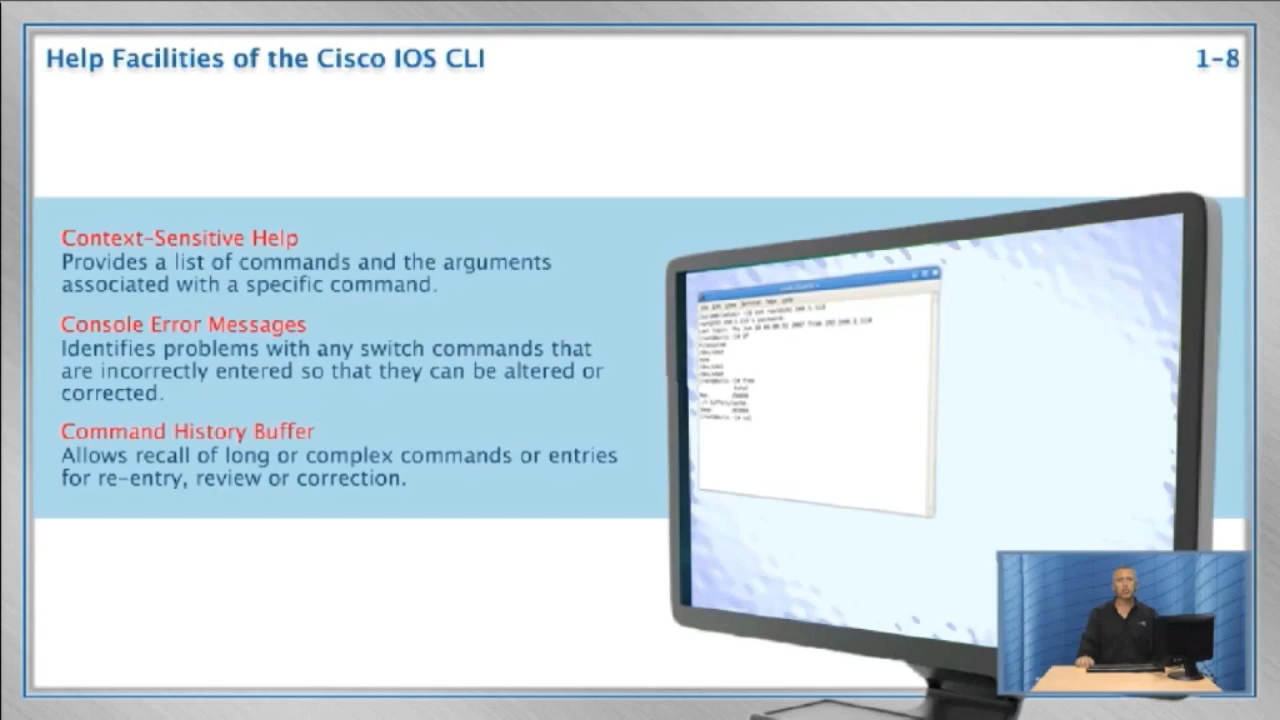 Help Facilities of the Cisco IOS CLI
1-8
Context-Sensitive Help
Provides a list of commands and the arguments
associated with a specific command.
Console Error Messages
Identifies problems with any switch commands that
are incorrectly entered so that they can be altered or
corrected.
Command History Buffer
Allows recall of long or complex commands or entries
for re-entry, review or correction.